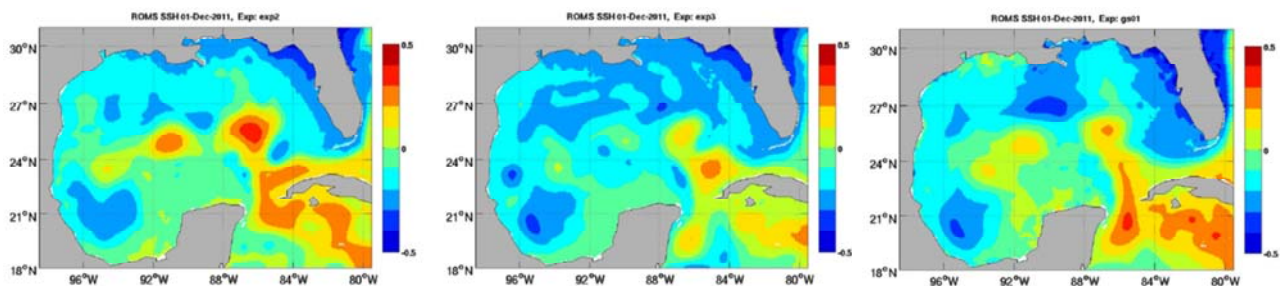 ROMS SSH 01-Dec-2011, Exp: exp2
30°N
27°N
24°N
21°N
18°N
96°W 92°W 88°W 84°W 80°W
0.5
0
-0.5
ROMS SSH 01-Dec-2011, Exp: exp3
30°N
27°N
24°N
21°N
18°N
96°W 92°W 88°W 84°W 80°W
0.5
0
-0.5
ROMS SSH 01-Dec-2011, Exp: gs01
30°N
27°N
24°N
21°N
18°N
96°W 92°W 88°W 84°W 80°W
0.5
0
-0.5